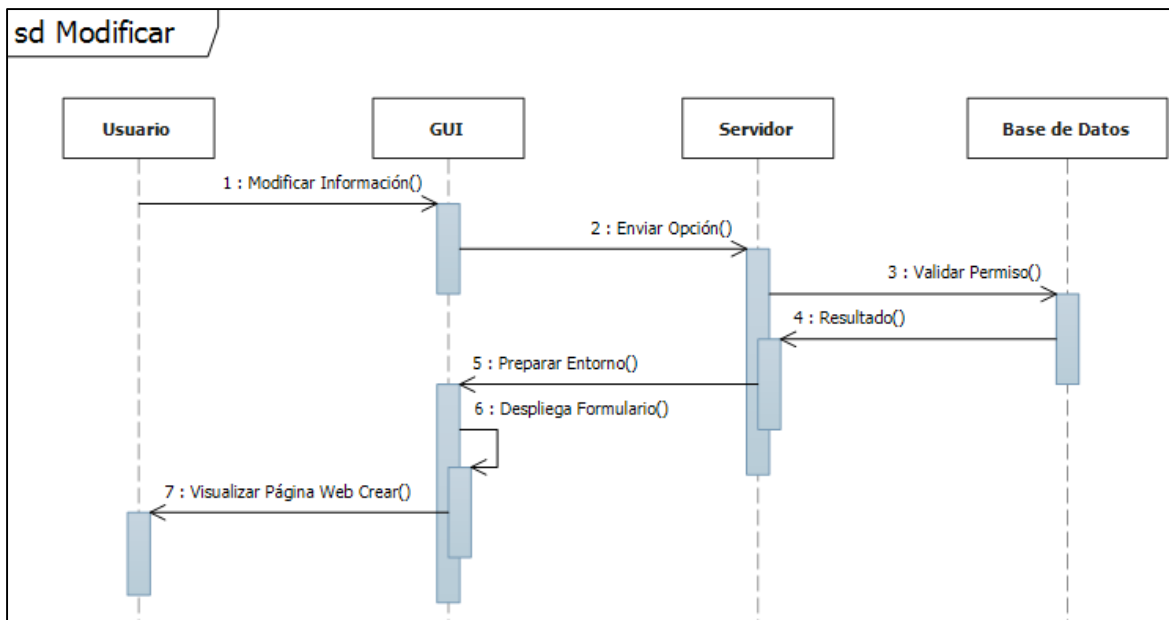 sd Modificar
Usuario
GUI
Servidor
Base de Datos
1 : Modificar Información()
2 : Enviar Opción()
3 : Validar Permiso()
4 : Resultado()
5 : Preparar Entorno()
6 : Despliega Formulario()
7 : Visualizar Página Web Crear()